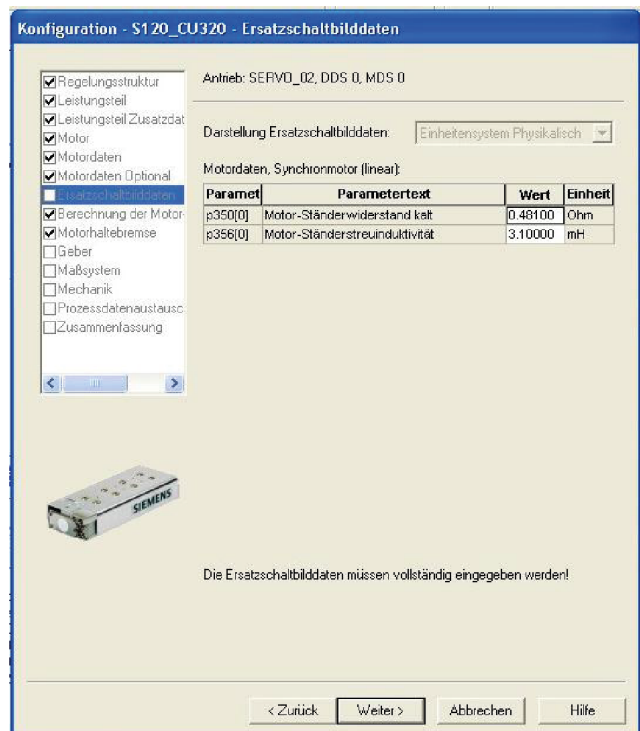 Konfiguration - S120_CU320 - Ersatzschaltbilddaten
Regelungsstruktur
Leistungsteil
Leistungsteil Zusatzdat
Motor
Motordaten
Motordaten Optional
Ersatzschaltbilddaten
Berechnung der Motor-
Motorhaltebremse
Geber
Maßsystem
Mechanik
Prozessdatenaustausc
Zusammenfassung
SIEMENS
Antrieb: SERVO_02, DDS 0, MDS 0
Darstellung Ersatzschaltbilddaten: Einheitensystem Physikalisch
Motordaten, Synchronmotor (linear):
Paramet Parametertext Wert Einheit
p350[0] Motor-Ständerwiderstand kalt 0.48100 Ohm
p356[0] Motor-Ständerstreuinduktivität 3.10000 mH
Die Ersatzschaltbilddaten müssen vollständig eingegeben werden!
< Zurück Weiter > Abbrechen Hilfe